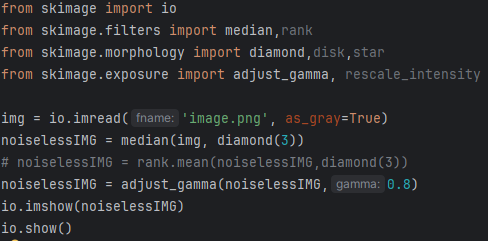 from skimage import io
from skimage.filters import median,rank
from skimage.morphology import diamond,disk,star
from skimage.exposure import adjust_gamma, rescale_intensity
img = io.imread( fname: 'image.png', as_gray=True)
noiselessIMG = median(img, diamond(3))
# noiselessIMG = rank.mean(noiselessIMG,diamond(3))
noiselessIMG = adjust_gamma(noiselessIMG, gamma: 0.8)
io.imshow(noiselessIMG)
io.show()